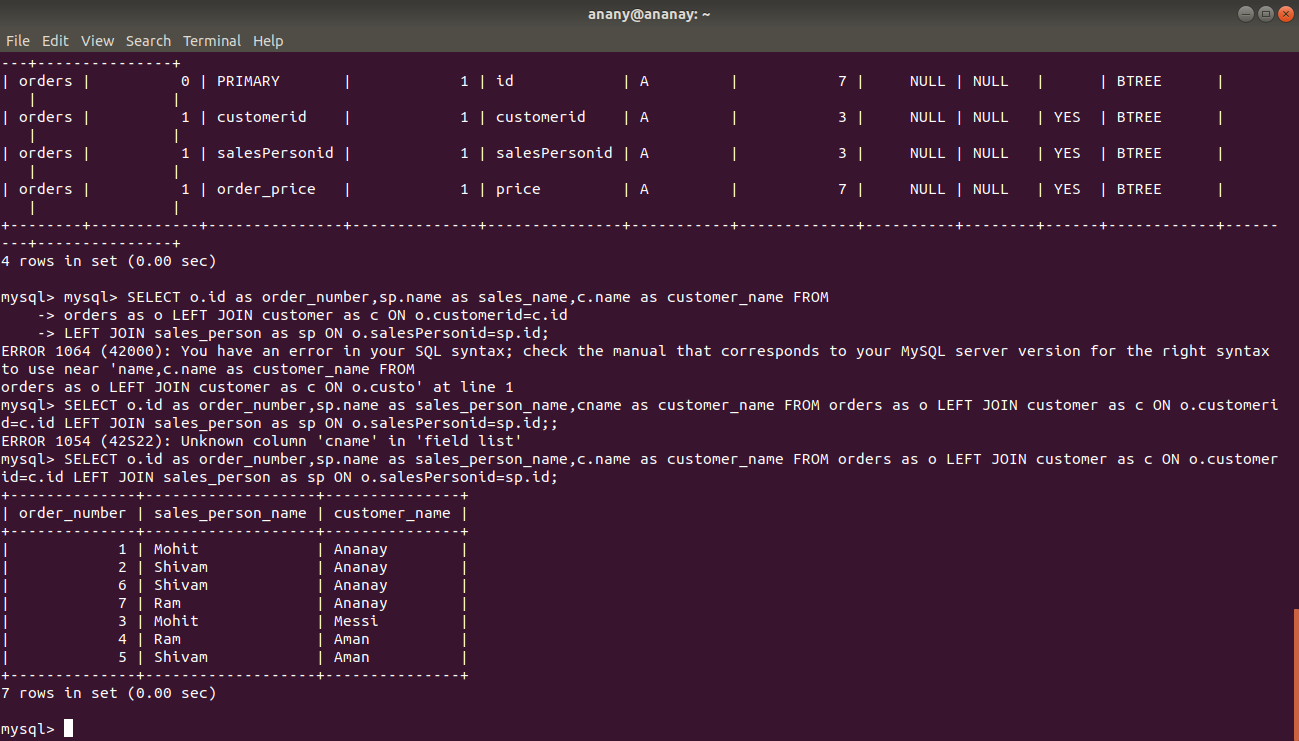 anany@ananay: ~
File Edit View Search Terminal Help
---+---------------+
| orders |          0 | PRIMARY       |            1 | id            | A         |           7 |     NULL | NULL   |      | BTREE      |
   |               |
| orders |          1 | customerid    |            1 | customerid    | A         |           3 |     NULL | NULL   | YES  | BTREE      |
   |               |
| orders |          1 | salesPersonid |            1 | salesPersonid | A         |           3 |     NULL | NULL   | YES  | BTREE      |
   |               |
| orders |          1 | order_price   |            1 | price         | A         |           7 |     NULL | NULL   | YES  | BTREE      |
   |               |
+--------+------------+---------------+--------------+---------------+-----------+-------------+----------+--------+------+------------+------
---+---------------+
4 rows in set (0.00 sec)
mysql> mysql> SELECT o.id as order_number,sp.name as sales_name,c.name as customer_name FROM
    -> orders as o LEFT JOIN customer as c ON o.customerid=c.id
    -> LEFT JOIN sales_person as sp ON o.salesPersonid=sp.id;
ERROR 1064 (42000): You have an error in your SQL syntax; check the manual that corresponds to your MySQL server version for the right syntax
to use near 'name,c.name as customer_name FROM
orders as o LEFT JOIN customer as c ON o.custo' at line 1
mysql> SELECT o.id as order_number,sp.name as sales_person_name,cname as customer_name FROM orders as o LEFT JOIN customer as c ON o.customeri
d=c.id LEFT JOIN sales_person as sp ON o.salesPersonid=sp.id;;
ERROR 1054 (42S22): Unknown column 'cname' in 'field list'
mysql> SELECT o.id as order_number,sp.name as sales_person_name,c.name as customer_name FROM orders as o LEFT JOIN customer as c ON o.customer
id=c.id LEFT JOIN sales_person as sp ON o.salesPersonid=sp.id;
+--------------+-------------------+---------------+
| order_number | sales_person_name | customer_name |
+--------------+-------------------+---------------+
|            1 | Mohit             | Ananay        |
|            2 | Shivam            | Ananay        |
|            6 | Shivam            | Ananay        |
|            7 | Ram               | Ananay        |
|            3 | Mohit             | Messi         |
|            4 | Ram               | Aman          |
|            5 | Shivam            | Aman          |
+--------------+-------------------+---------------+
7 rows in set (0.00 sec)
mysql>